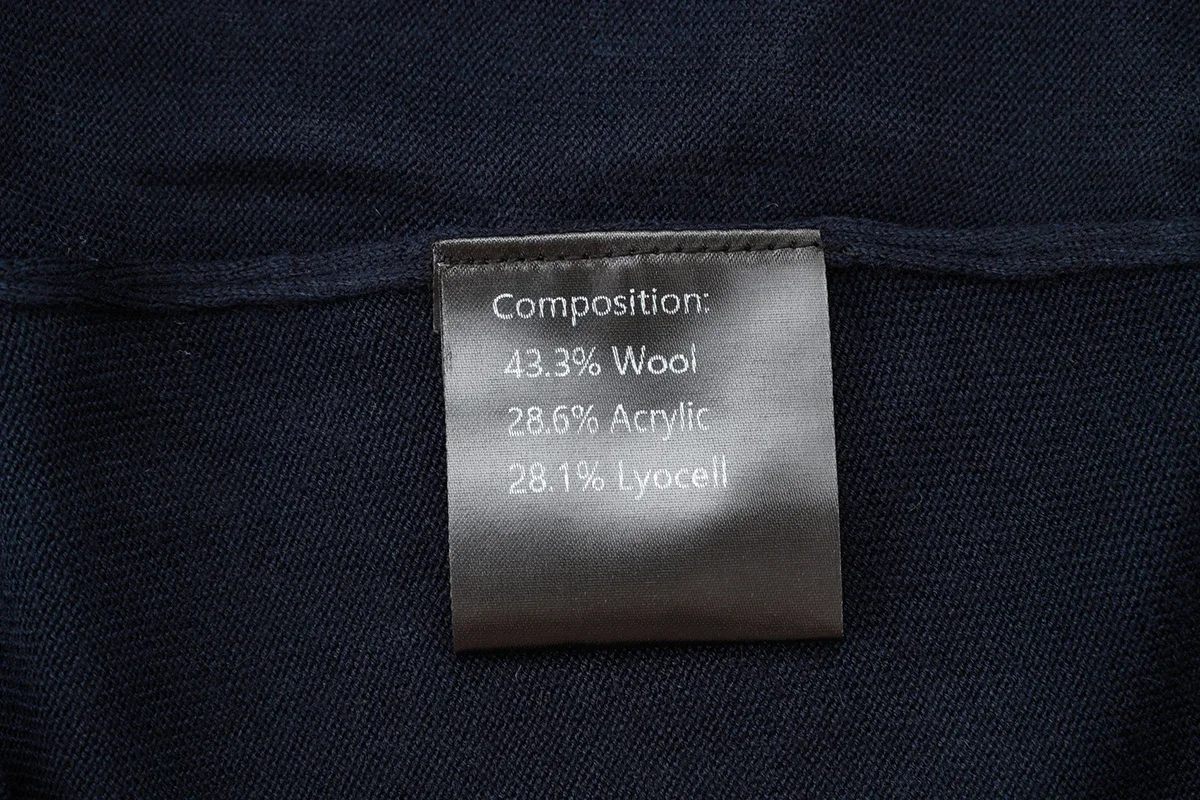 Composition:
43.3% Wool
28.6% Acrylic
28.1% Lyocell